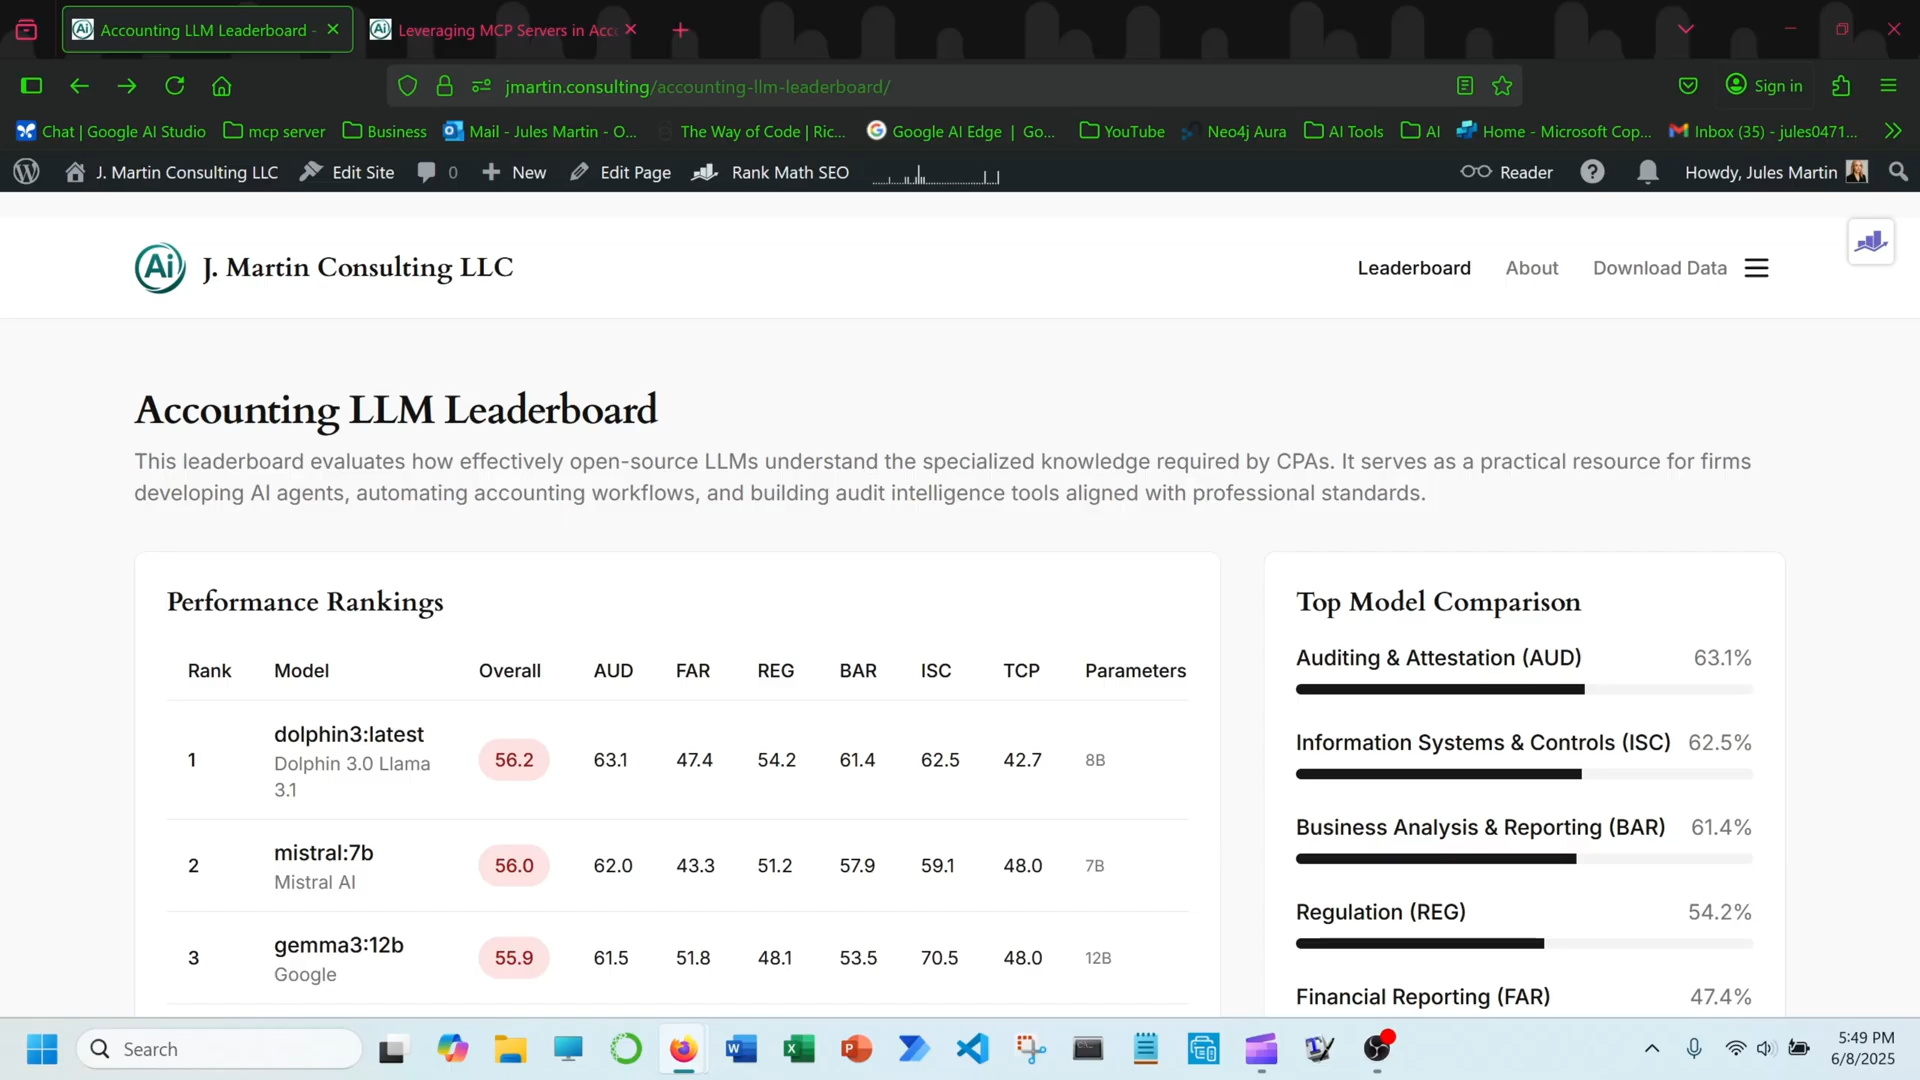 Accounting LLM Leaderboard -
Leveraging MCP Servers in Acc
jmartin.consulting/accounting-llm-leaderboard/
Sign in
Chat | Google AI Studio
mcp server
Business
Mail - Jules Martin - O...
The Way of Code | Ric...
Google AI Edge | Go...
YouTube
Neo4j Aura
AI Tools
AI
Home - Microsoft Cop...
Inbox (35) - jules0471...
J. Martin Consulting LLC
Edit Site
0
New
Edit Page
Rank Math SEO
Reader
Howdy, Jules Martin
Ai J. Martin Consulting LLC
Leaderboard About Download Data
Accounting LLM Leaderboard
This leaderboard evaluates how effectively open-source LLMs understand the specialized knowledge required by CPAs. It serves as a practical resource for firms
developing AI agents, automating accounting workflows, and building audit intelligence tools aligned with professional standards.
Performance Rankings
Rank Model Overall AUD FAR REG BAR ISC TCP Parameters
1 dolphin3:latest 56.2 63.1 47.4 54.2 61.4 62.5 42.7 8B
Dolphin 3.0 Llama
3.1
2 mistral:7b 56.0 62.0 43.3 51.2 57.9 59.1 48.0 7B
Mistral AI
3 gemma3:12b 55.9 61.5 51.8 48.1 53.5 70.5 48.0 12B
Google
Top Model Comparison
Auditing & Attestation (AUD) 63.1%
Information Systems & Controls (ISC) 62.5%
Business Analysis & Reporting (BAR) 61.4%
Regulation (REG) 54.2%
Financial Reporting (FAR) 47.4%
Search
5:49 PM
6/8/2025